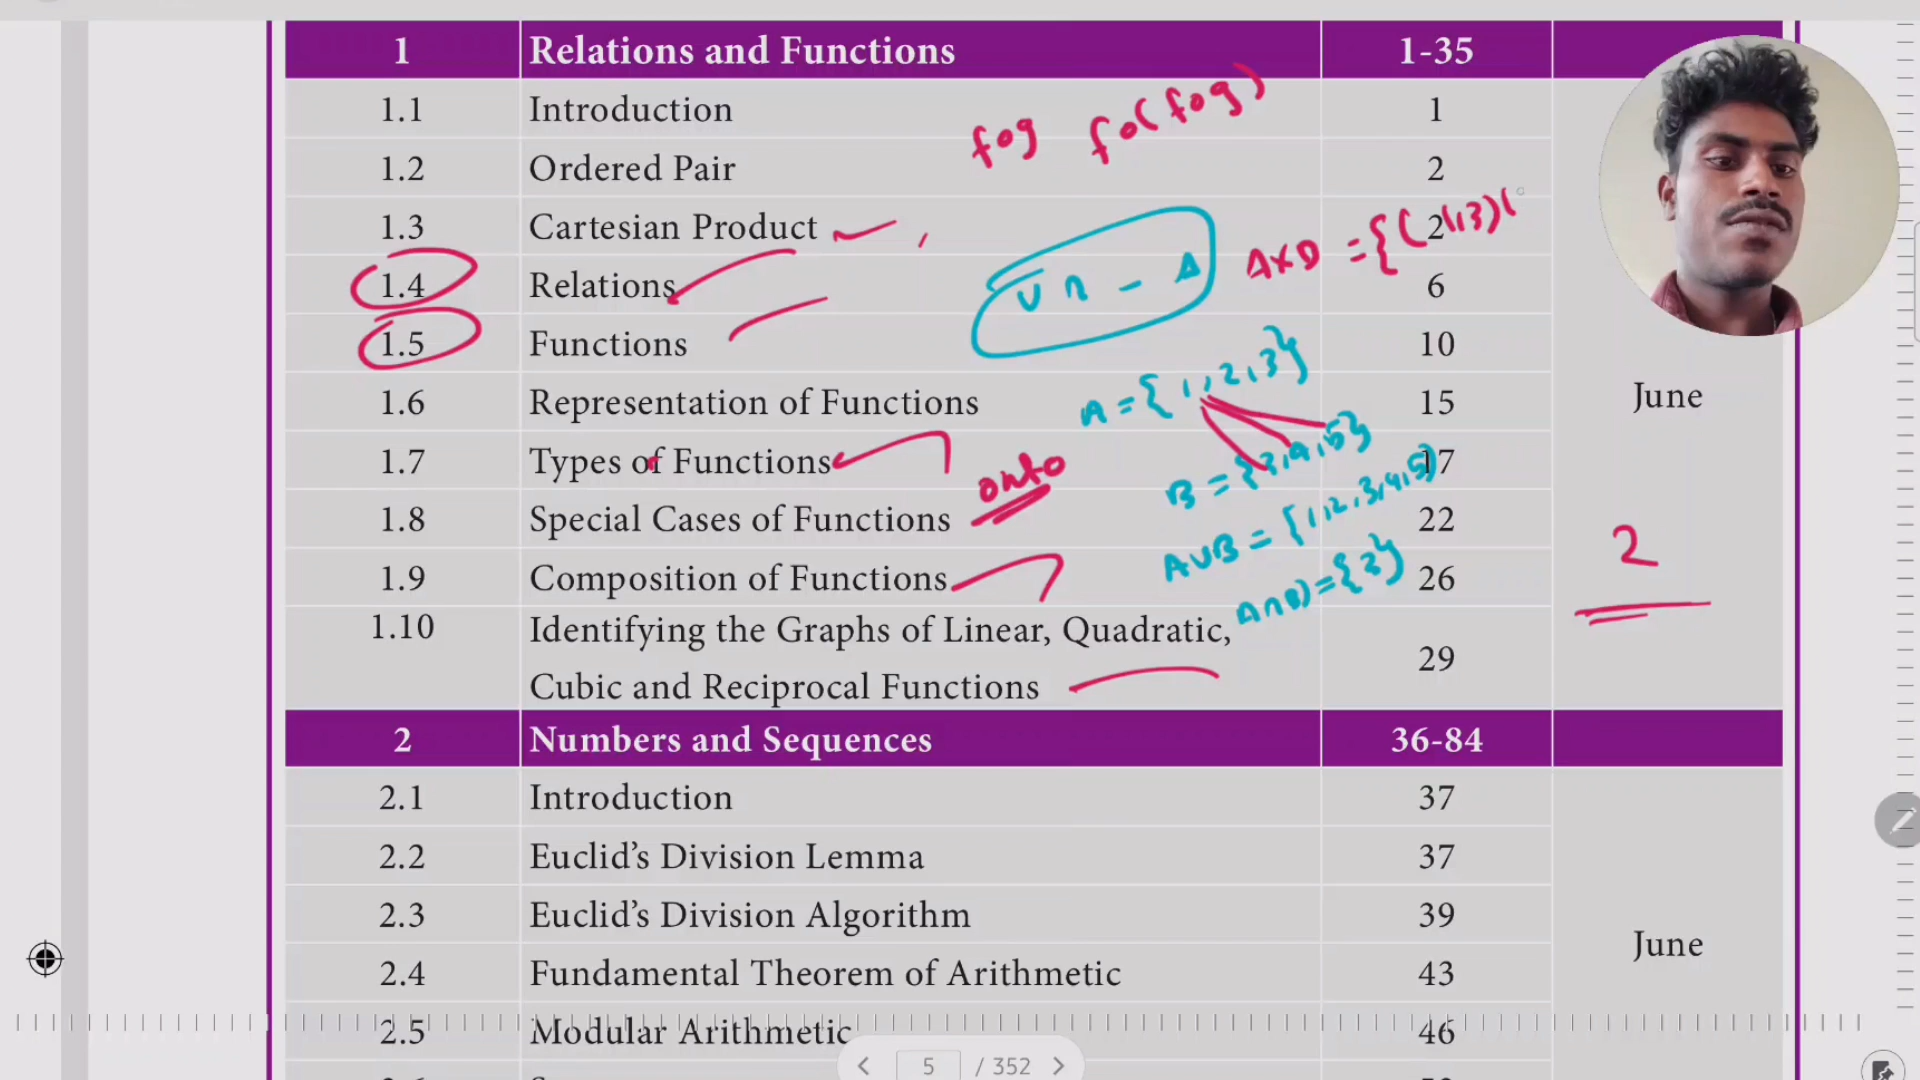 1 Relations and Functions 1-35
1.1 Introduction 1
fog fo(fog)
1.2 Ordered Pair 2
1.3 Cartesian Product 2
A×D = {(1,3)(
1.4 Relations 6
∪ ∩ − Δ
1.5 Functions 10
A = {1,2,3}
1.6 Representation of Functions 15
June
1.7 Types of Functions 17
onto
B = {3,4,5}
1.8 Special Cases of Functions 22
A∪B = {1,2,3,4,5}
2
1.9 Composition of Functions 26
A∩B = {3}
1.10 Identifying the Graphs of Linear, Quadratic,
Cubic and Reciprocal Functions 29
2 Numbers and Sequences 36-84
2.1 Introduction 37
2.2 Euclid’s Division Lemma 37
2.3 Euclid’s Division Algorithm 39
June
2.4 Fundamental Theorem of Arithmetic 43
2.5 Modular Arithmetic 46
5 / 352